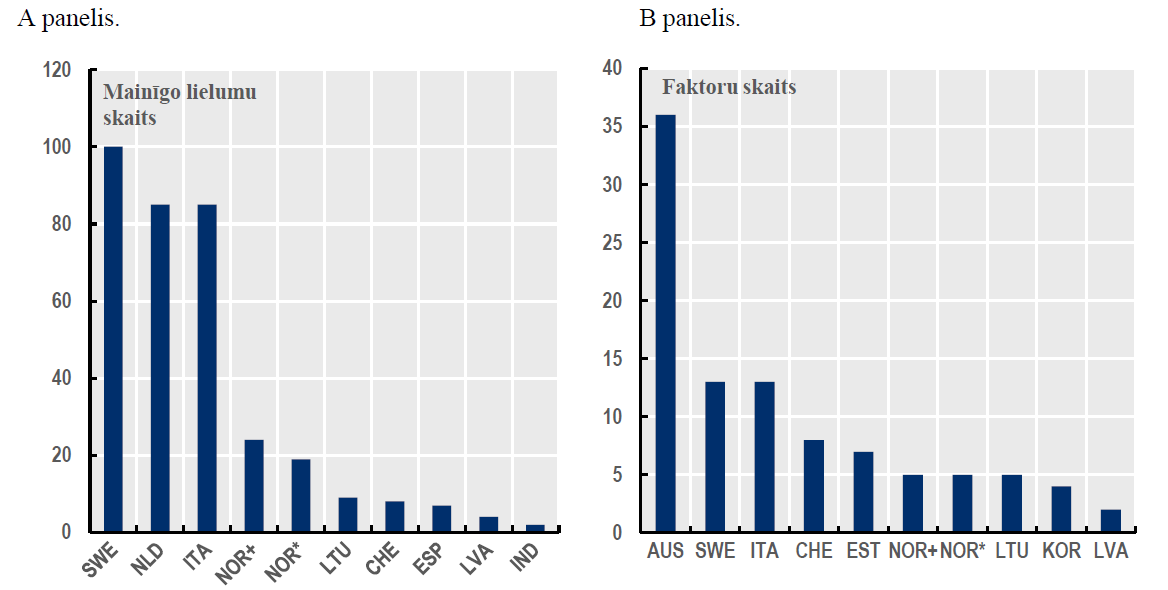 A panelis.
Mainīgo lielumu
skaits
120
100
80
60
40
20
0
SWE NLD ITA NOR+ NOR* LTU CHE ESP LVA IND
B panelis.
Faktoru skaits
40
35
30
25
20
15
10
5
0
AUS SWE ITA CHE EST NOR+ NOR* LTU KOR LVA